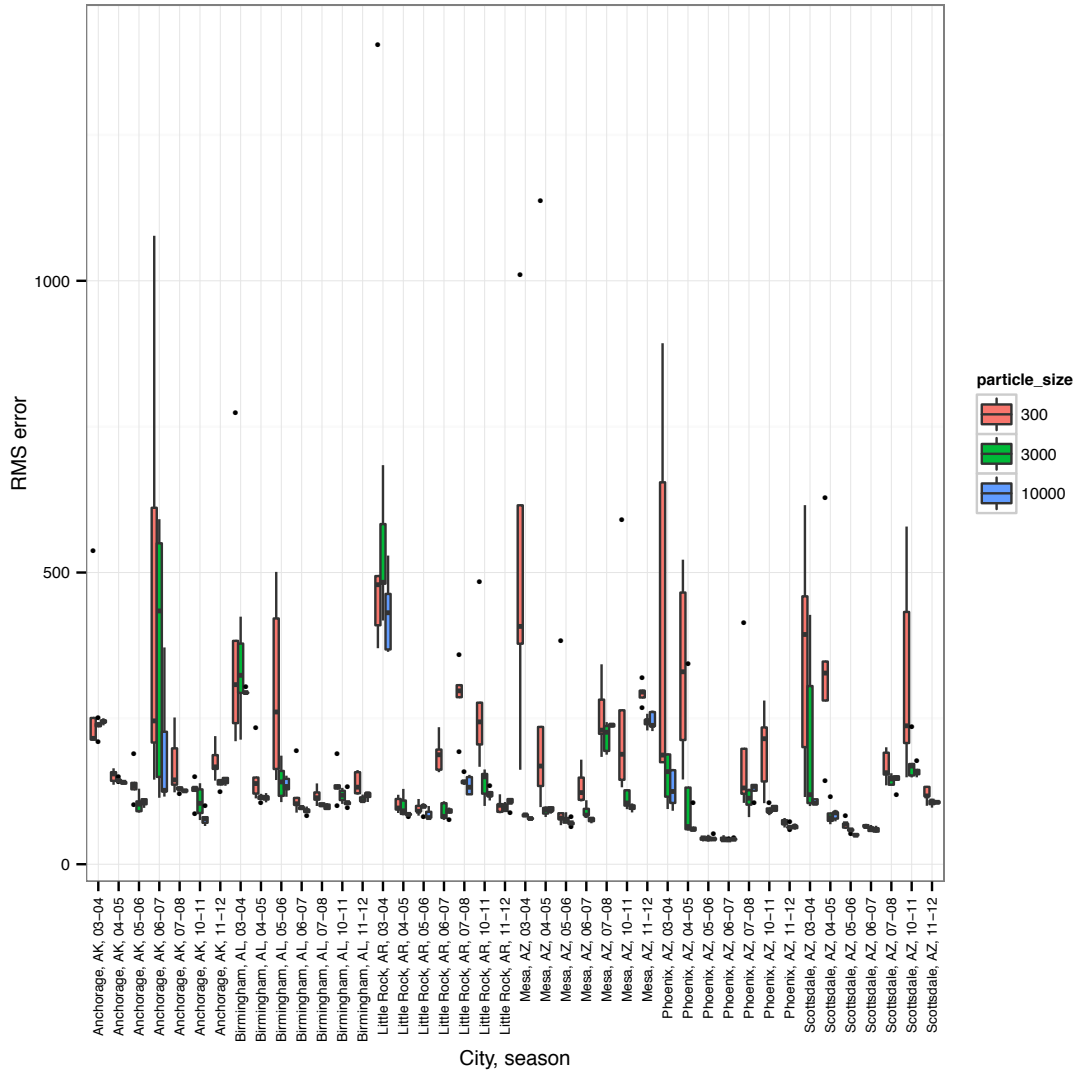 RMS error
1000
500
0
Anchorage, AK, 03−04
Anchorage, AK, 04−05
Anchorage, AK, 05−06
Anchorage, AK, 06−07
Anchorage, AK, 07−08
Anchorage, AK, 10−11
Anchorage, AK, 11−12
Birmingham, AL, 03−04
Birmingham, AL, 04−05
Birmingham, AL, 05−06
Birmingham, AL, 06−07
Birmingham, AL, 07−08
Birmingham, AL, 10−11
Birmingham, AL, 11−12
Little Rock, AR, 03−04
Little Rock, AR, 04−05
Little Rock, AR, 05−06
Little Rock, AR, 06−07
Little Rock, AR, 07−08
Little Rock, AR, 10−11
Little Rock, AR, 11−12
Mesa, AZ, 03−04
Mesa, AZ, 04−05
Mesa, AZ, 05−06
Mesa, AZ, 06−07
Mesa, AZ, 07−08
Mesa, AZ, 10−11
Mesa, AZ, 11−12
Phoenix, AZ, 03−04
Phoenix, AZ, 04−05
Phoenix, AZ, 05−06
Phoenix, AZ, 06−07
Phoenix, AZ, 07−08
Phoenix, AZ, 10−11
Phoenix, AZ, 11−12
Scottsdale, AZ, 03−04
Scottsdale, AZ, 04−05
Scottsdale, AZ, 05−06
Scottsdale, AZ, 06−07
Scottsdale, AZ, 07−08
Scottsdale, AZ, 10−11
Scottsdale, AZ, 11−12
City, season
particle_size
300
3000
10000